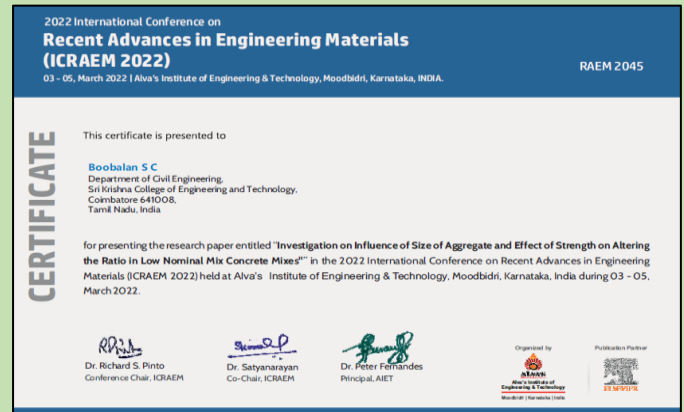 2022 International Conference on
Recent Advances in Engineering Materials
(ICRAEM 2022)
03 - 05, March 2022 | Alva's Institute of Engineering & Technology, Moodbidri, Karnataka, INDIA.
RAEM 2045
CERTIFICATE
This certificate is presented to
Boobalan S C
Department of Civil Engineering,
Sri Krishna College of Engineering and Technology,
Coimbatore 641008,
Tamil Nadu, India
for presenting the research paper entitled "Investigation on Influence of Size of Aggregate and Effect of Strength on Altering
the Ratio in Low Nominal Mix Concrete Mixes"" in the 2022 International Conference on Recent Advances in Engineering
Materials (ICRAEM 2022) held at Alva's Institute of Engineering & Technology, Moodbidri, Karnataka, India during 03 - 05,
March 2022.
Dr. Richard S. Pinto
Conference Chair, ICRAEM
Dr. Satyanarayan
Co-Chair, ICRAEM
Dr. Peter Fernandes
Principal, AIET
Organized by
Alva's Institute of
Engineering & Technology
Moodbidri | Karnataka | India
Publication Partner
ELSEVIER